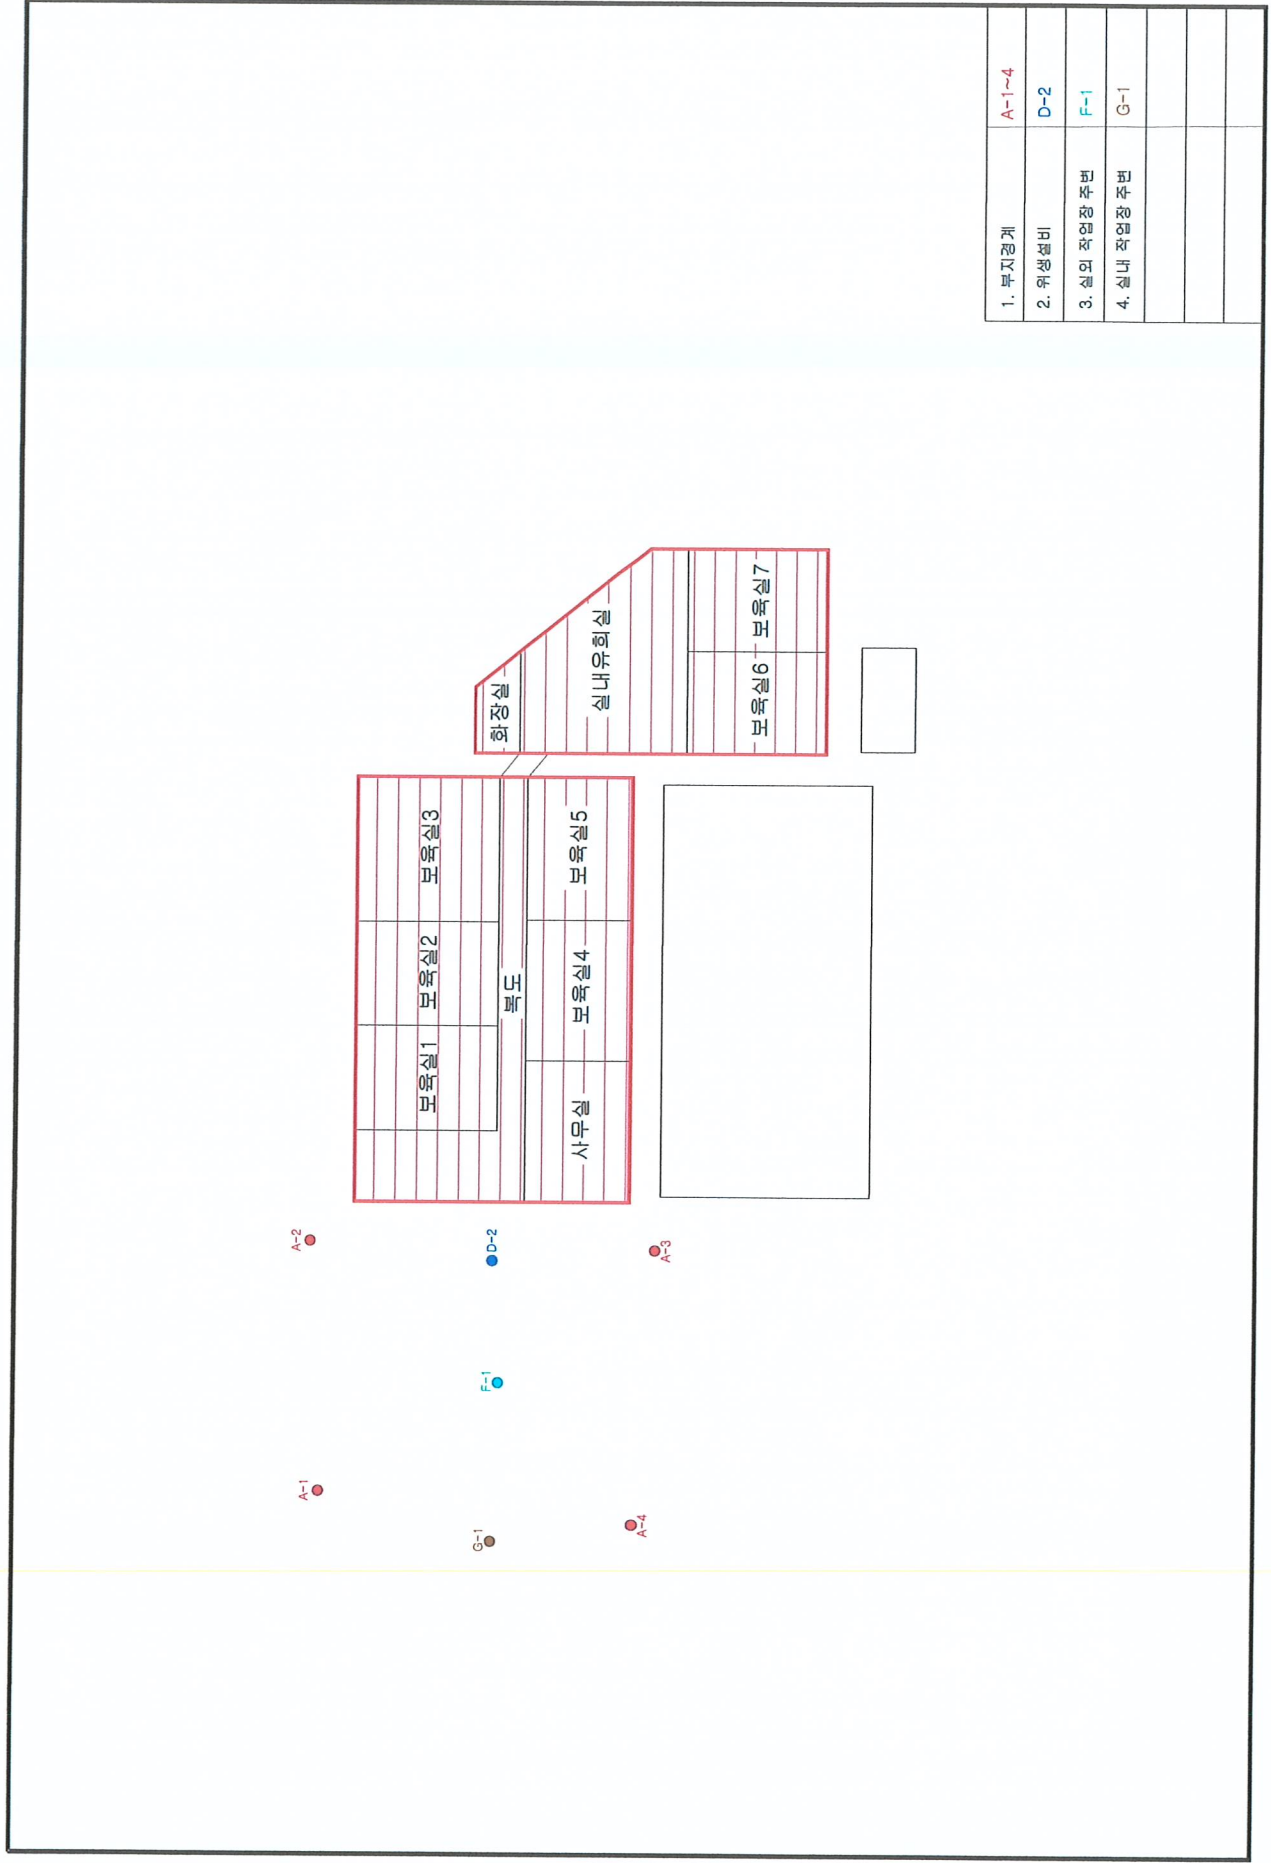 A-1
A-2
G-1
F-1
D-2
A-4
A-3
보육실1
보육실2
보육실3
복도
사무실
보육실4
보육실5
화장실
실내유희실
보육실6
보육실7
1. 부지경계 A-1~4
2. 위생설비 D-2
3. 실외 작업장 주변 F-1
4. 실내 작업장 주변 G-1